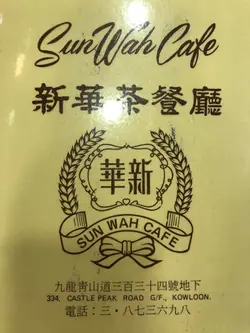 Sun Wah Cafe
新華茶餐廳
華新
SUN WAH CAFE
九龍靑山道三百三十四號地下
334, CASTLE PEAK ROAD G/F., KOWLOON.
電話：三・八七三六九八